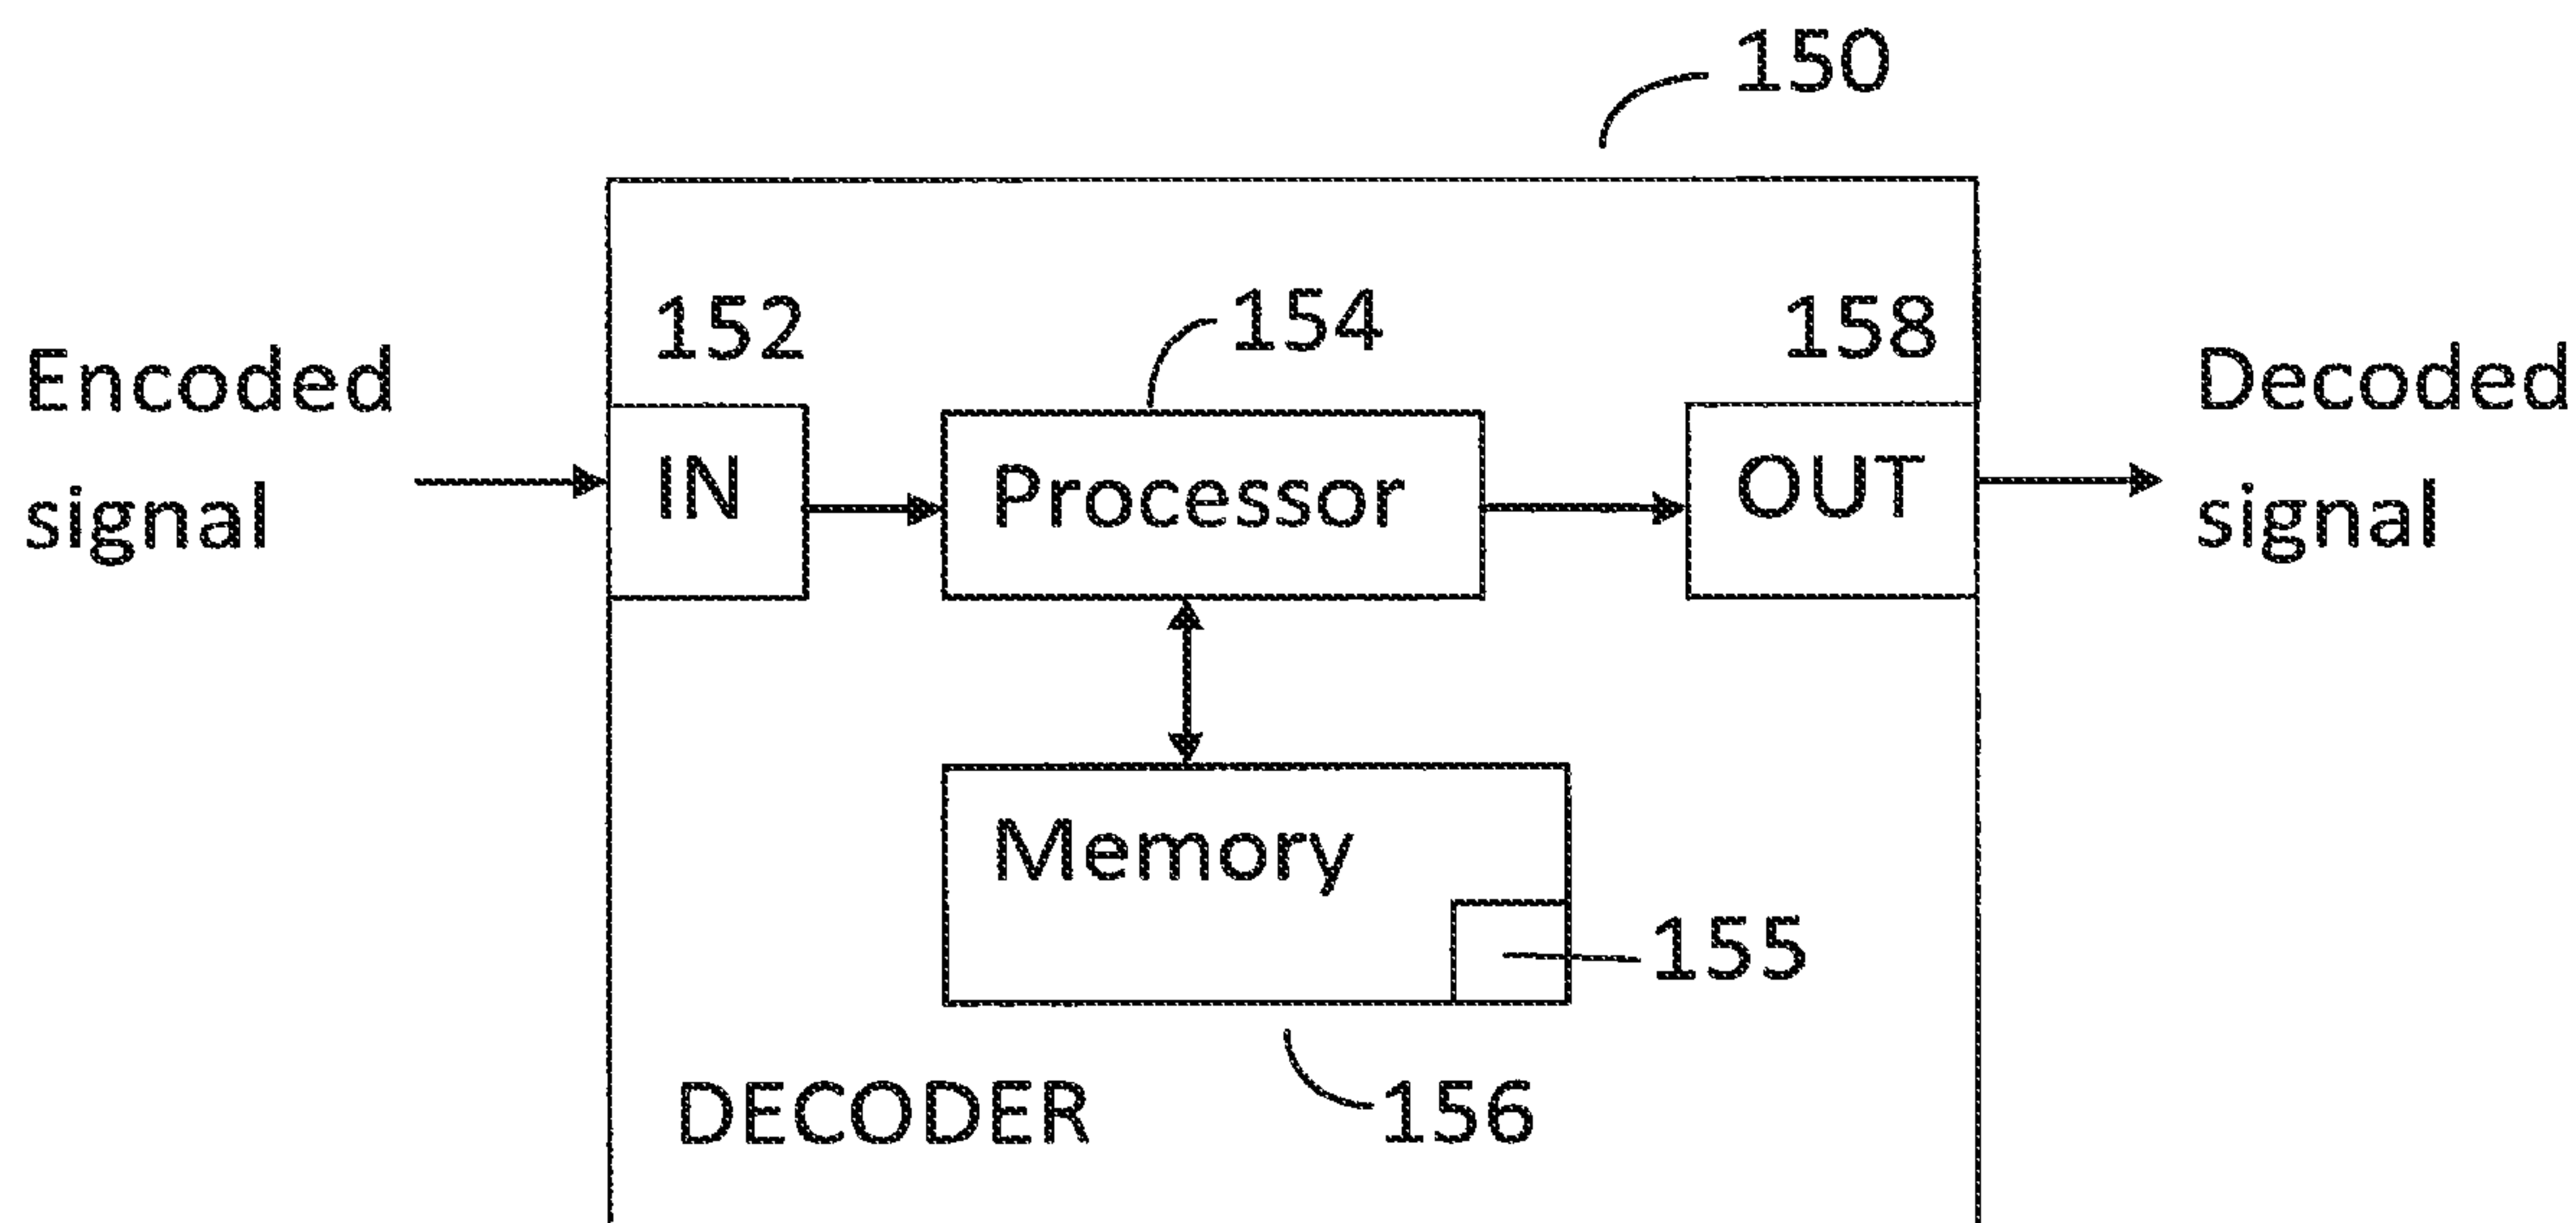 150
152
154
158
Encoded
signal
IN
Processor
OUT
Decoded
signal
Memory
155
DECODER
156